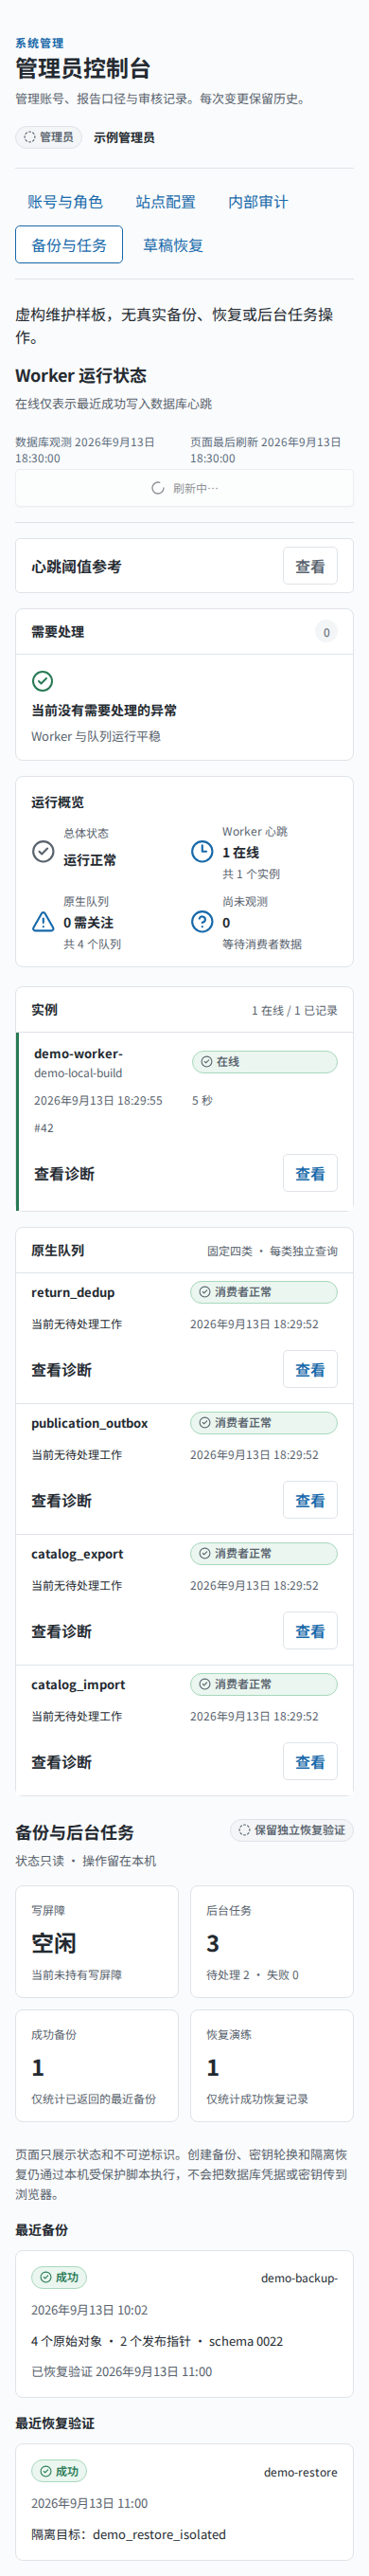 系统管理
管理员控制台
管理账号、报告口径与审核记录。每次变更保留历史。
管理员 示例管理员
账号与角色 站点配置 内部审计
备份与任务 草稿恢复
虚构维护样板，无真实备份、恢复或后台任务操
作。
Worker 运行状态
在线仅表示最近成功写入数据库心跳
数据库观测 2026年9月13日
18:30:00
页面最后刷新 2026年9月13日
18:30:00
刷新中…
心跳阈值参考 查看
需要处理 0
当前没有需要处理的异常
Worker 与队列运行平稳
运行概览
总体状态
运行正常
Worker 心跳
1 在线
共 1 个实例
原生队列
0 需关注
共 4 个队列
尚未观测
0
等待消费者数据
实例 1 在线 / 1 已记录
demo-worker-
demo-local-build
在线
2026年9月13日 18:29:55 5 秒
#42
查看诊断 查看
原生队列 固定四类 · 每类独立查询
return_dedup 消费者正常
当前无待处理工作 2026年9月13日 18:29:52
查看诊断 查看
publication_outbox 消费者正常
当前无待处理工作 2026年9月13日 18:29:52
查看诊断 查看
catalog_export 消费者正常
当前无待处理工作 2026年9月13日 18:29:52
查看诊断 查看
catalog_import 消费者正常
当前无待处理工作 2026年9月13日 18:29:52
查看诊断 查看
备份与后台任务 保留独立恢复验证
状态只读 · 操作留在本机
写屏障
空闲
当前未持有写屏障
后台任务
3
待处理 2 · 失败 0
成功备份
1
仅统计已返回的最近备份
恢复演练
1
仅统计成功恢复记录
页面只展示状态和不可逆标识。创建备份、密钥轮换和隔离恢
复仍通过本机受保护脚本执行，不会把数据库凭据或密钥传到
浏览器。
最近备份
成功 demo-backup-
2026年9月13日 10:02
4 个原始对象 · 2 个发布指针 · schema 0022
已恢复验证 2026年9月13日 11:00
最近恢复验证
成功 demo-restore
2026年9月13日 11:00
隔离目标：demo_restore_isolated